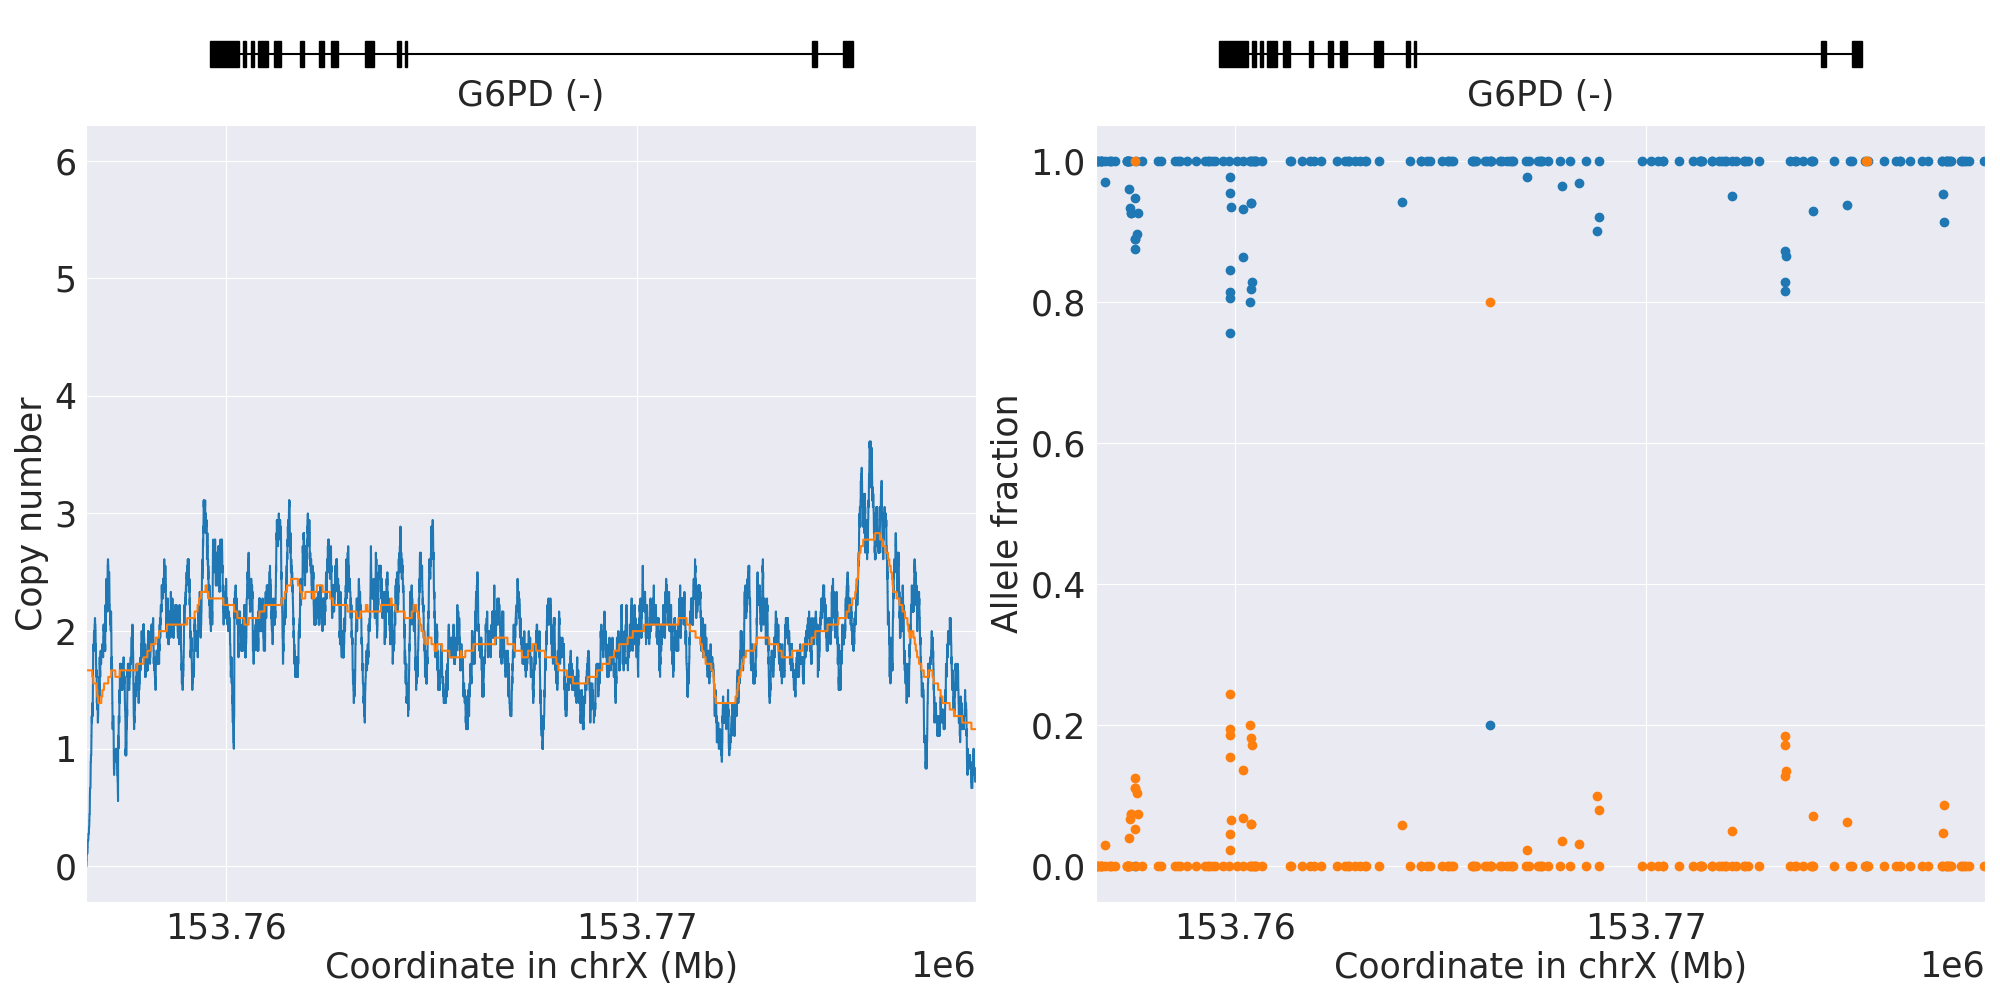 G6PD (-)
6
5
4
3
2
1
0
Copy number
153.76
153.77
Coordinate in chrX (Mb)
1e6
G6PD (-)
1.0
0.8
0.6
0.4
0.2
0.0
Allele fraction
153.76
153.77
Coordinate in chrX (Mb)
1e6